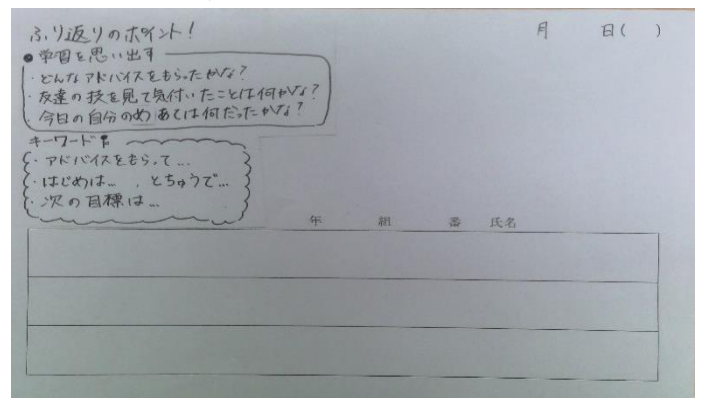 ふり返りのポイント!
月 日( )
●学習を思い出す
・どんなアドバイスをもらったかな?
・友達の技を見て気付いたことは何かな?
・今日の自分のめあては何だったかな?
キーワード
・アドバイスをもらって…
・はじめは… 、とちゅうで…
・次の目標は…
年 組 番 氏名